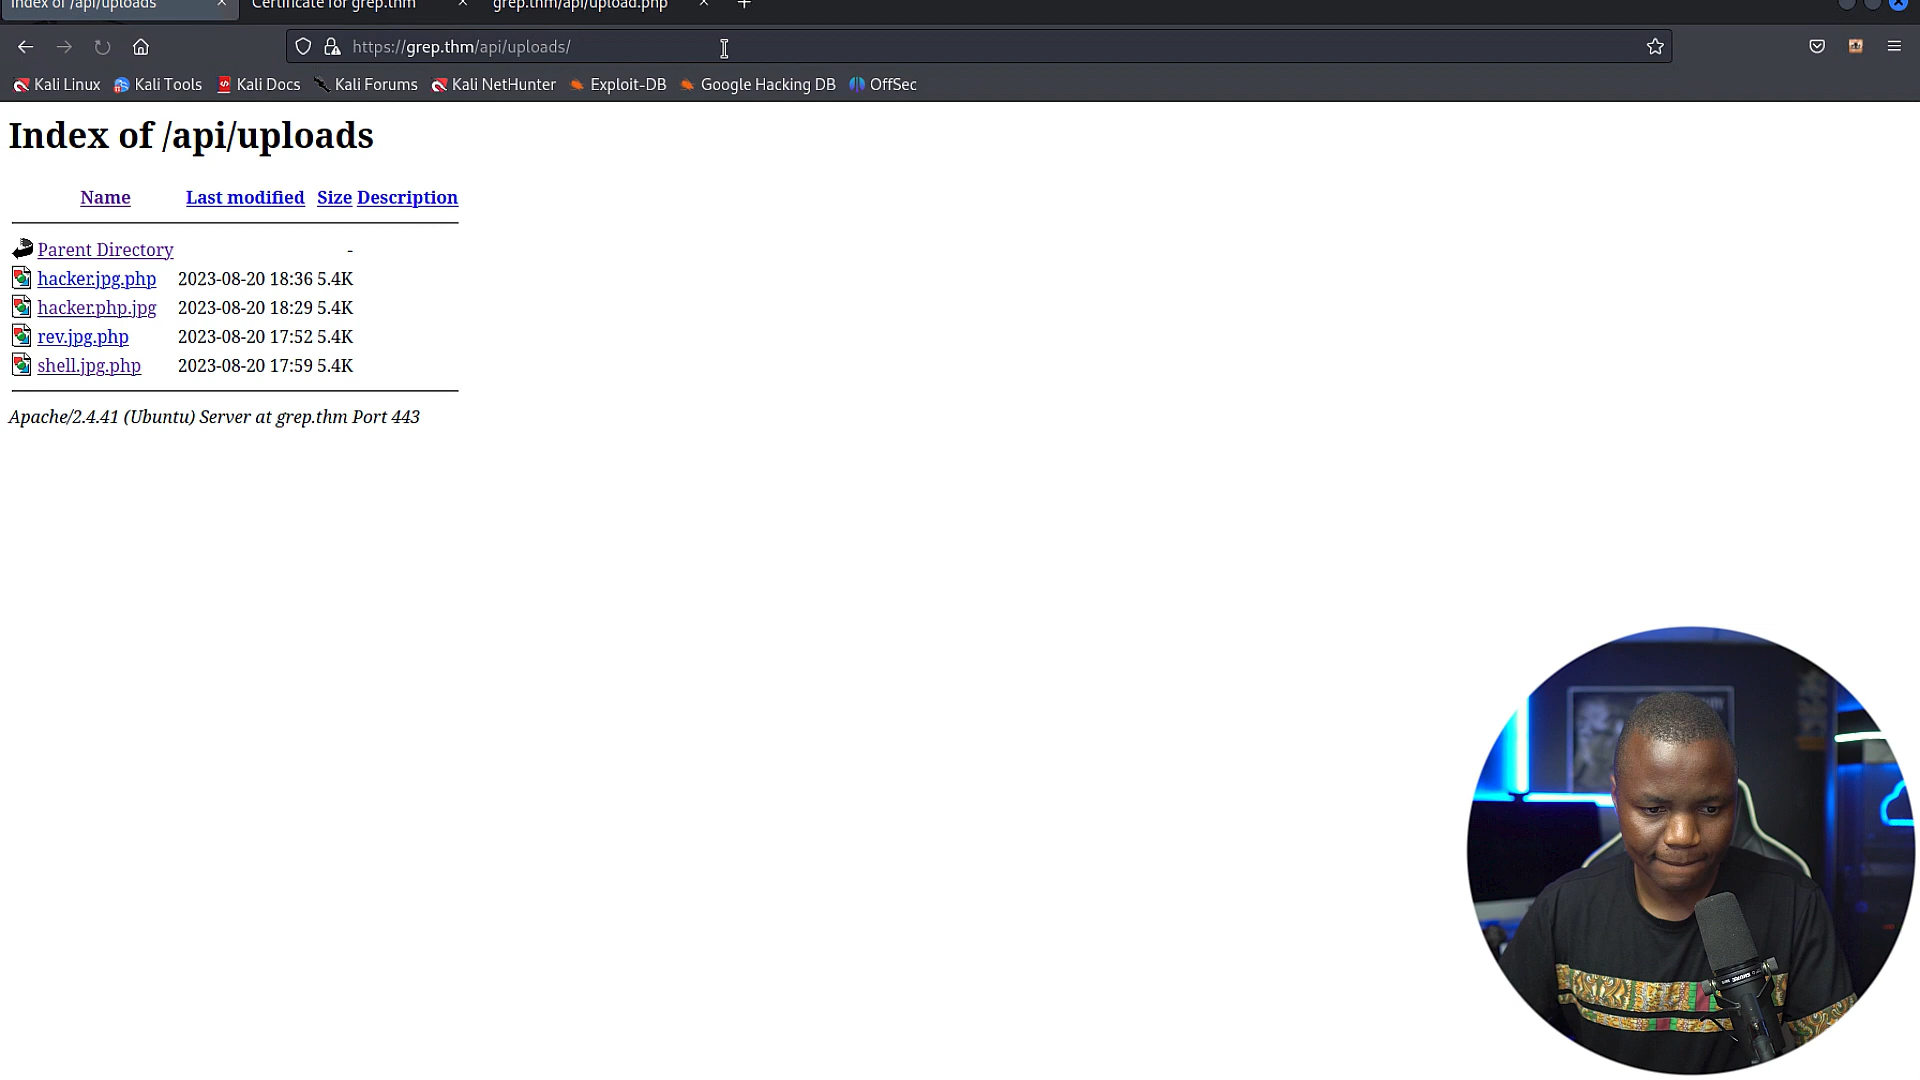 Index of /api/uploads × Certificate for grep.thm × grep.thm/api/upload.php × +
https://grep.thm/api/uploads/
Kali Linux Kali Tools Kali Docs Kali Forums Kali NetHunter Exploit-DB Google Hacking DB OffSec
Index of /api/uploads
Name Last modified Size Description
Parent Directory -
hacker.jpg.php 2023-08-20 18:36 5.4K
hacker.php.jpg 2023-08-20 18:29 5.4K
rev.jpg.php 2023-08-20 17:52 5.4K
shell.jpg.php 2023-08-20 17:59 5.4K
Apache/2.4.41 (Ubuntu) Server at grep.thm Port 443
SHURE